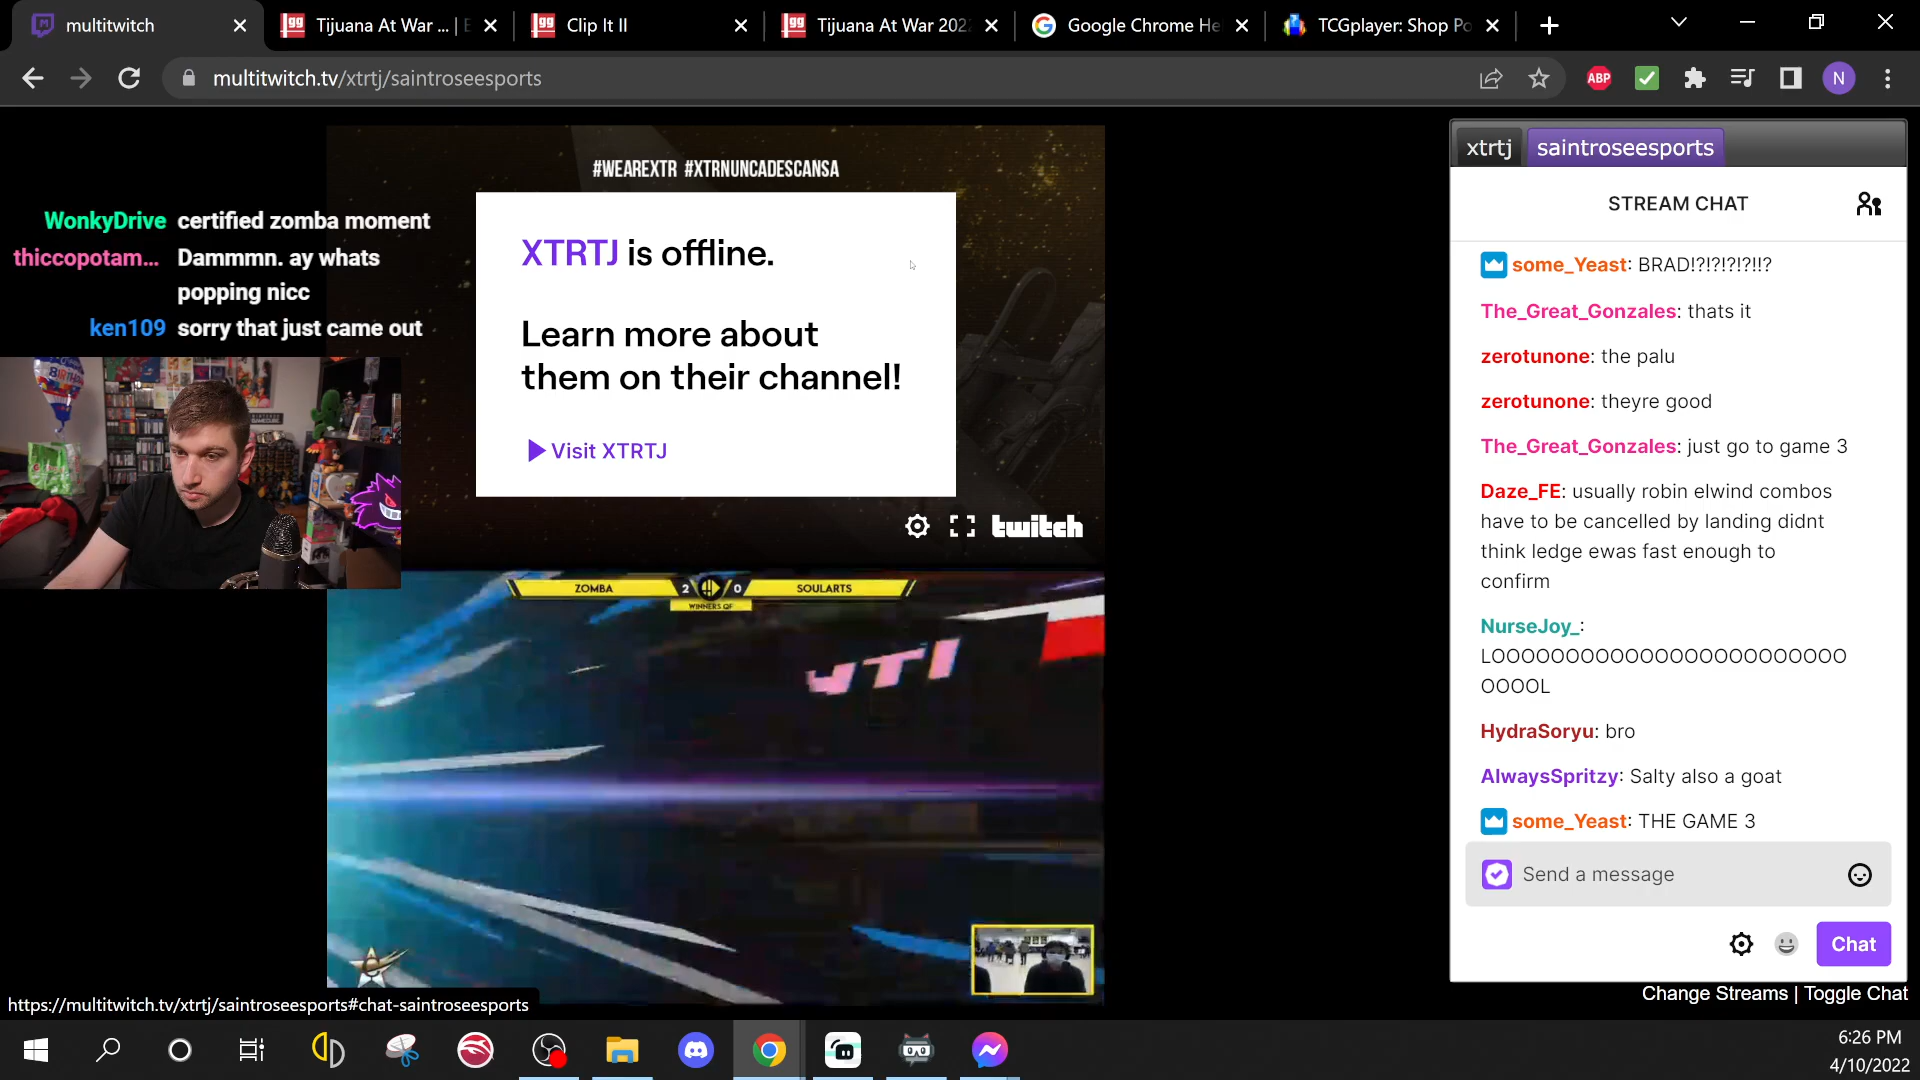 multitwitch
Tijuana At War ... | E
Clip It II
Tijuana At War 202
Google Chrome He
TCGplayer: Shop Po
multitwitch.tv/xtrtj/saintroseesports
ABP
N
#WEAREXTR #XTRNUNCADESCANSA
XTRTJ is offline.
Learn more about
them on their channel!
Visit XTRTJ
twitch
WonkyDrive certified zomba moment
thiccopotam... Dammmn. ay whats
popping nicc
ken109 sorry that just came out
ZOMBA 2 0 SOULARTS
WINNERS QF
xtrtj saintroseesports
STREAM CHAT
some_Yeast: BRAD!?!?!?!?!!?
The_Great_Gonzales: thats it
zerotunone: the palu
zerotunone: theyre good
The_Great_Gonzales: just go to game 3
Daze_FE: usually robin elwind combos
have to be cancelled by landing didnt
think ledge ewas fast enough to
confirm
NurseJoy_:
LOOOOOOOOOOOOOOOOOOOOOOOO
OOOOL
HydraSoryu: bro
AlwaysSpritzy: Salty also a goat
some_Yeast: THE GAME 3
Send a message
Chat
Change Streams | Toggle Chat
https://multitwitch.tv/xtrtj/saintroseesports#chat-saintroseesports
6:26 PM
4/10/2022